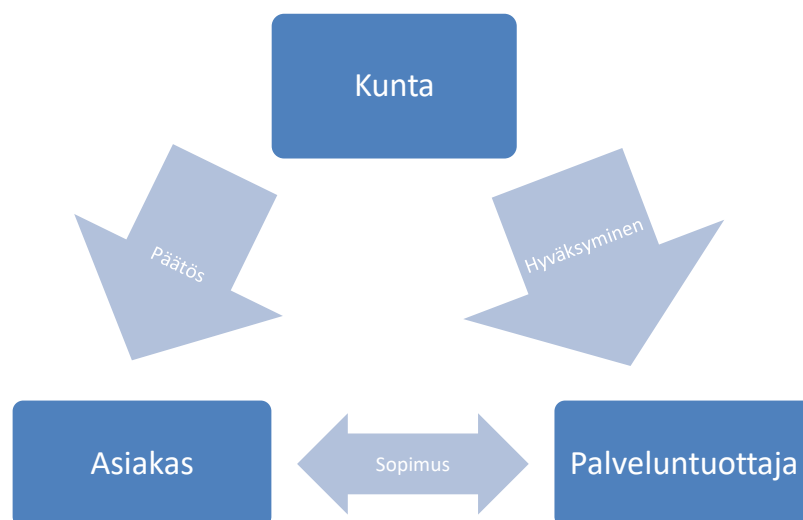 Kunta
Päätös
Hyväksyminen
Asiakas
Sopimus
Palveluntuottaja